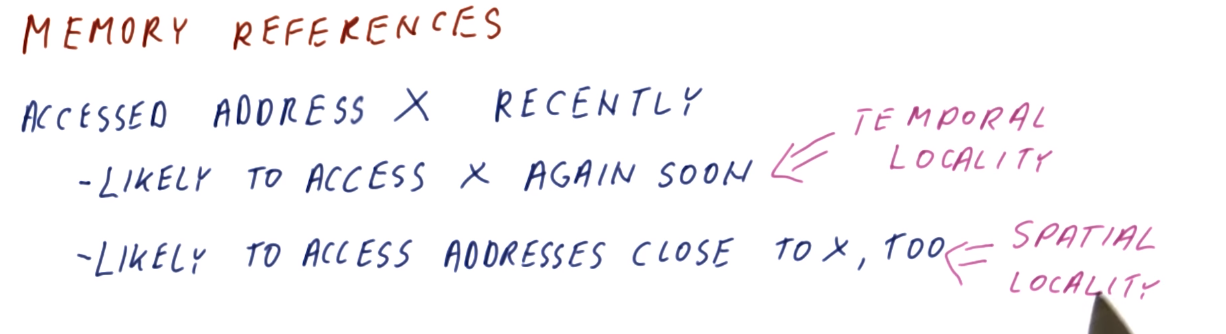 MEMORY REFERENCES
ACCESSED ADDRESS X RECENTLY
-LIKELY TO ACCESS X AGAIN SOON
TEMPORAL
LOCALITY
-LIKELY TO ACCESS ADDRESSES CLOSE TO X, TOO
SPATIAL
LOCALITY